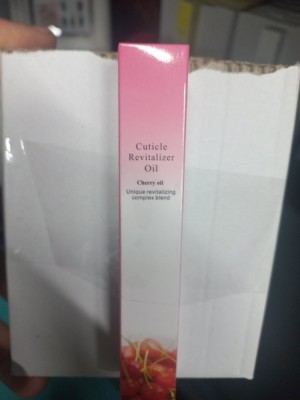 Cuticle
Revitalizer
Oil
Cherry oil
Unique revitalizing
complex blend